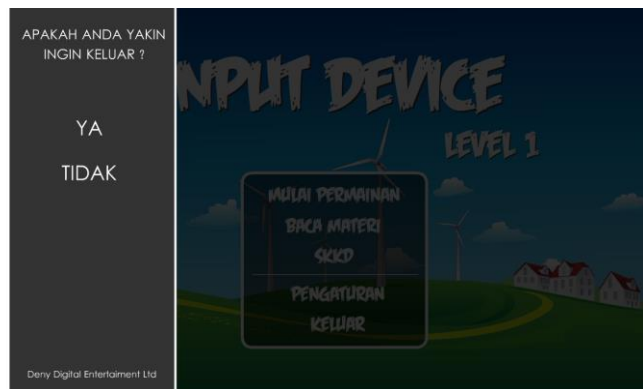 APAKAH ANDA YAKIN
INGIN KELUAR ?
YA
TIDAK
Deny Digital Entertaiment Ltd
NPUT DEVICE
LEVEL 1
MULAI PERMAINAN
BACA MATERI
SKKD
PENGATURAN
KELUAR